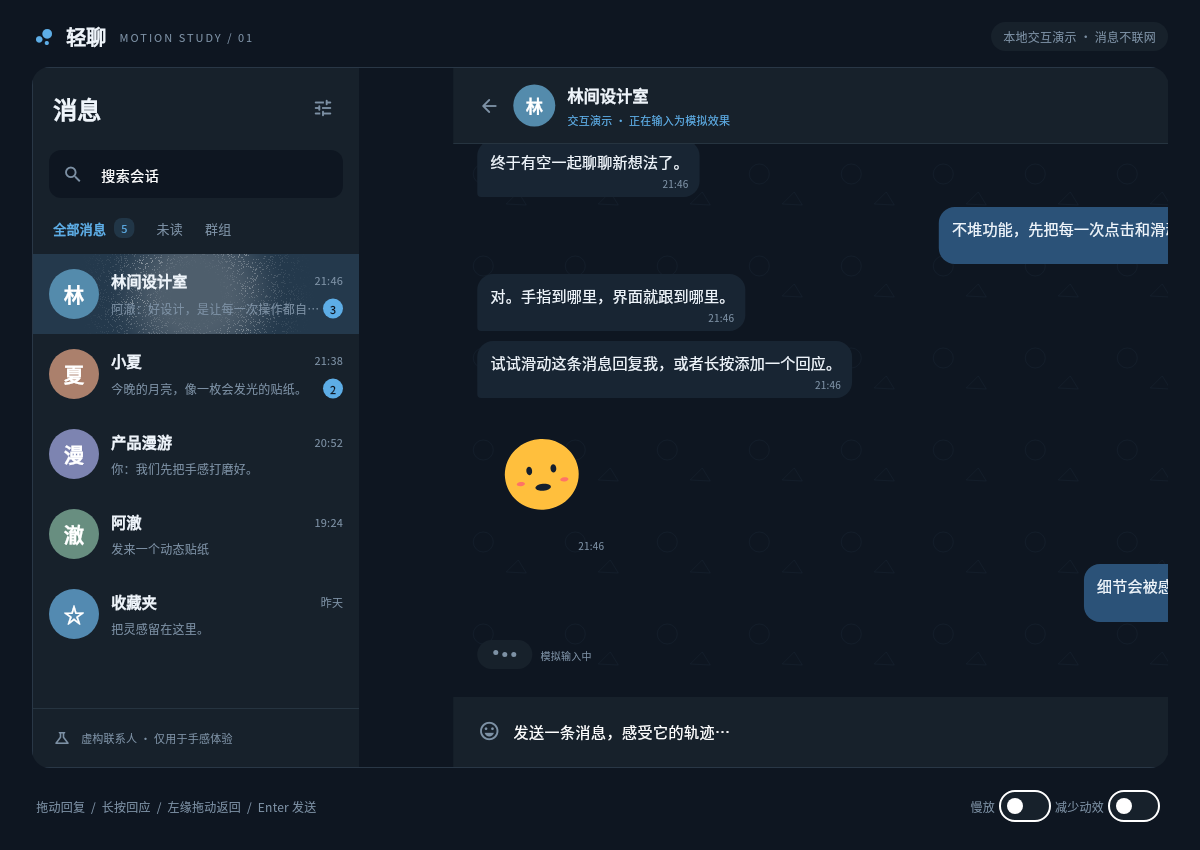 轻聊
MOTION STUDY / 01
本地交互演示 · 消息不联网
消息
搜索会话
全部消息 5 未读 群组
林
林间设计室 21:46
阿澈：好设计，是让每一次操作都自… 3
夏
小夏 21:38
今晚的月亮，像一枚会发光的贴纸。 2
漫
产品漫游 20:52
你：我们先把手感打磨好。
澈
阿澈 19:24
发来一个动态贴纸
收藏夹 昨天
把灵感留在这里。
虚构联系人 · 仅用于手感体验
林
林间设计室
交互演示 · 正在输入为模拟效果
终于有空一起聊聊新想法了。
21:46
不堆功能，先把每一次点击和滑
对。手指到哪里，界面就跟到哪里。
21:46
试试滑动这条消息回复我，或者长按添加一个回应。
21:46
21:46
细节会被感
模拟输入中
发送一条消息，感受它的轨迹…
拖动回复 / 长按回应 / 左缘拖动返回 / Enter 发送
慢放 减少动效